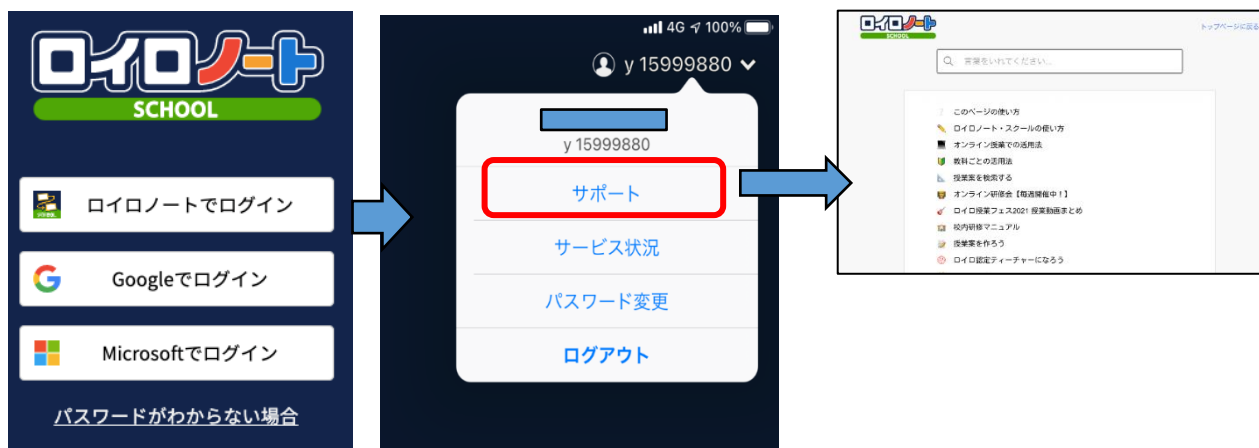 ロイロノート
SCHOOL
ロイロノートでログイン
Googleでログイン
Microsoftでログイン
パスワードがわからない場合
4G 100%
y 15999880
y 15999880
サポート
サービス状況
パスワード変更
ログアウト
ロイロノート
SCHOOL
トップページに戻る
言葉をいれてください...
このページの使い方
ロイロノート・スクールの使い方
オンライン授業での活用法
教科ごとの活用法
授業案を検索する
オンライン研修会【毎週開催中！】
ロイロ授業フェス2021 授業動画まとめ
校内研修マニュアル
授業案を作ろう
ロイロ認定ティーチャーになろう